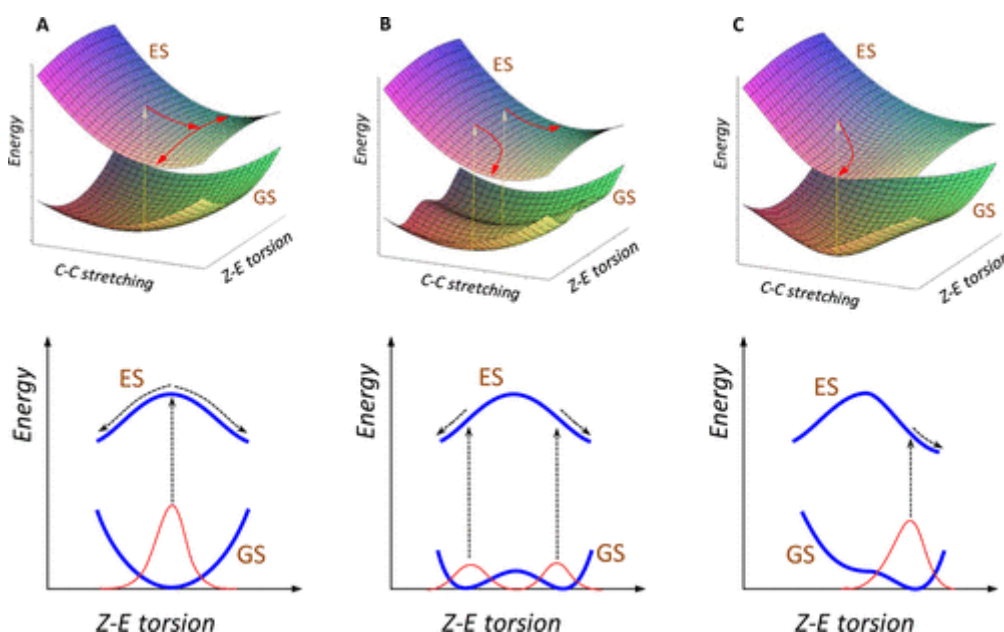 A
ES
Energy
GS
C-C stretching
Z-E torsion
B
ES
Energy
GS
C-C stretching
Z-E torsion
C
ES
Energy
GS
C-C stretching
Z-E torsion
Energy
ES
GS
Z-E torsion
Energy
ES
GS
Z-E torsion
Energy
ES
GS
Z-E torsion